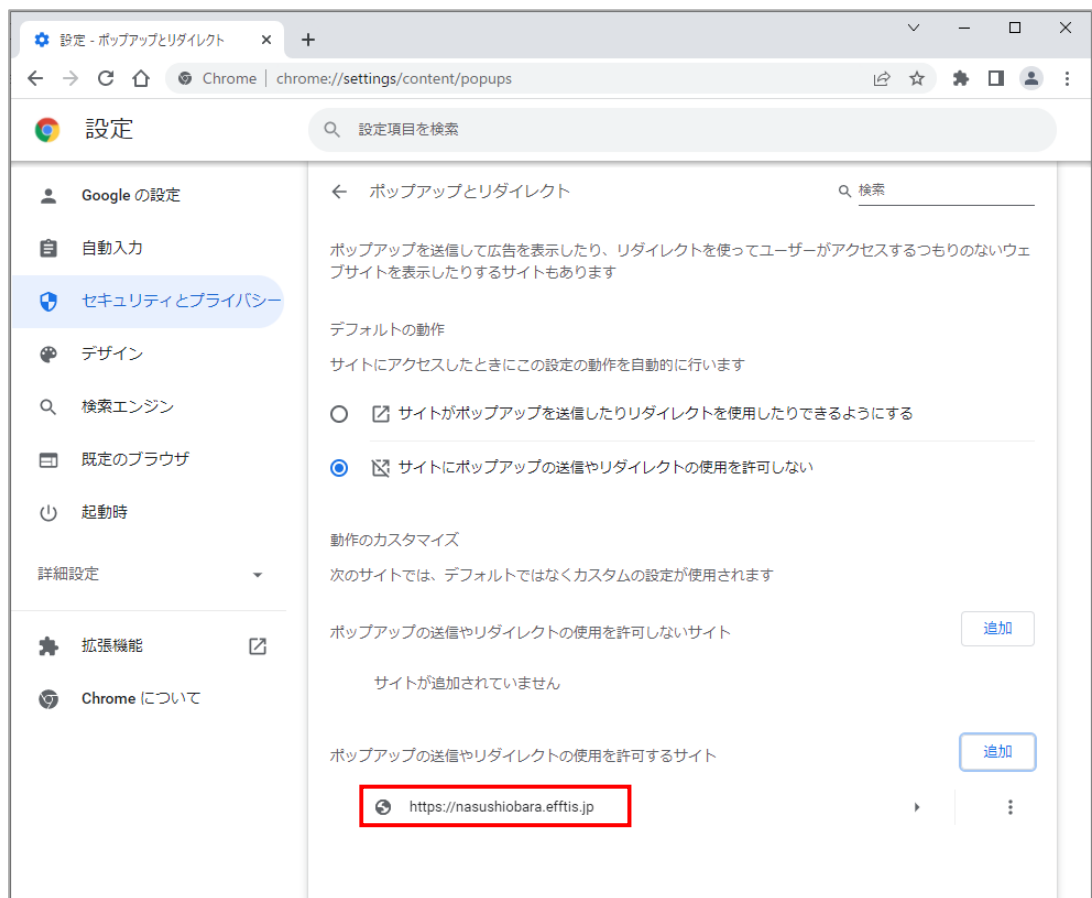 設定 - ポップアップとリダイレクト
Chrome | chrome://settings/content/popups
設定
設定項目を検索
Google の設定
自動入力
セキュリティとプライバシー
デザイン
検索エンジン
既定のブラウザ
起動時
詳細設定
拡張機能
Chrome について
ポップアップとリダイレクト
検索
ポップアップを送信して広告を表示したり、リダイレクトを使ってユーザーがアクセスするつもりのないウェ
ブサイトを表示したりするサイトもあります
デフォルトの動作
サイトにアクセスしたときにこの設定の動作を自動的に行います
サイトがポップアップを送信したりリダイレクトを使用したりできるようにする
サイトにポップアップの送信やリダイレクトの使用を許可しない
動作のカスタマイズ
次のサイトでは、デフォルトではなくカスタムの設定が使用されます
ポップアップの送信やリダイレクトの使用を許可しないサイト
追加
サイトが追加されていません
ポップアップの送信やリダイレクトの使用を許可するサイト
追加
https://nasushiobara.efftis.jp